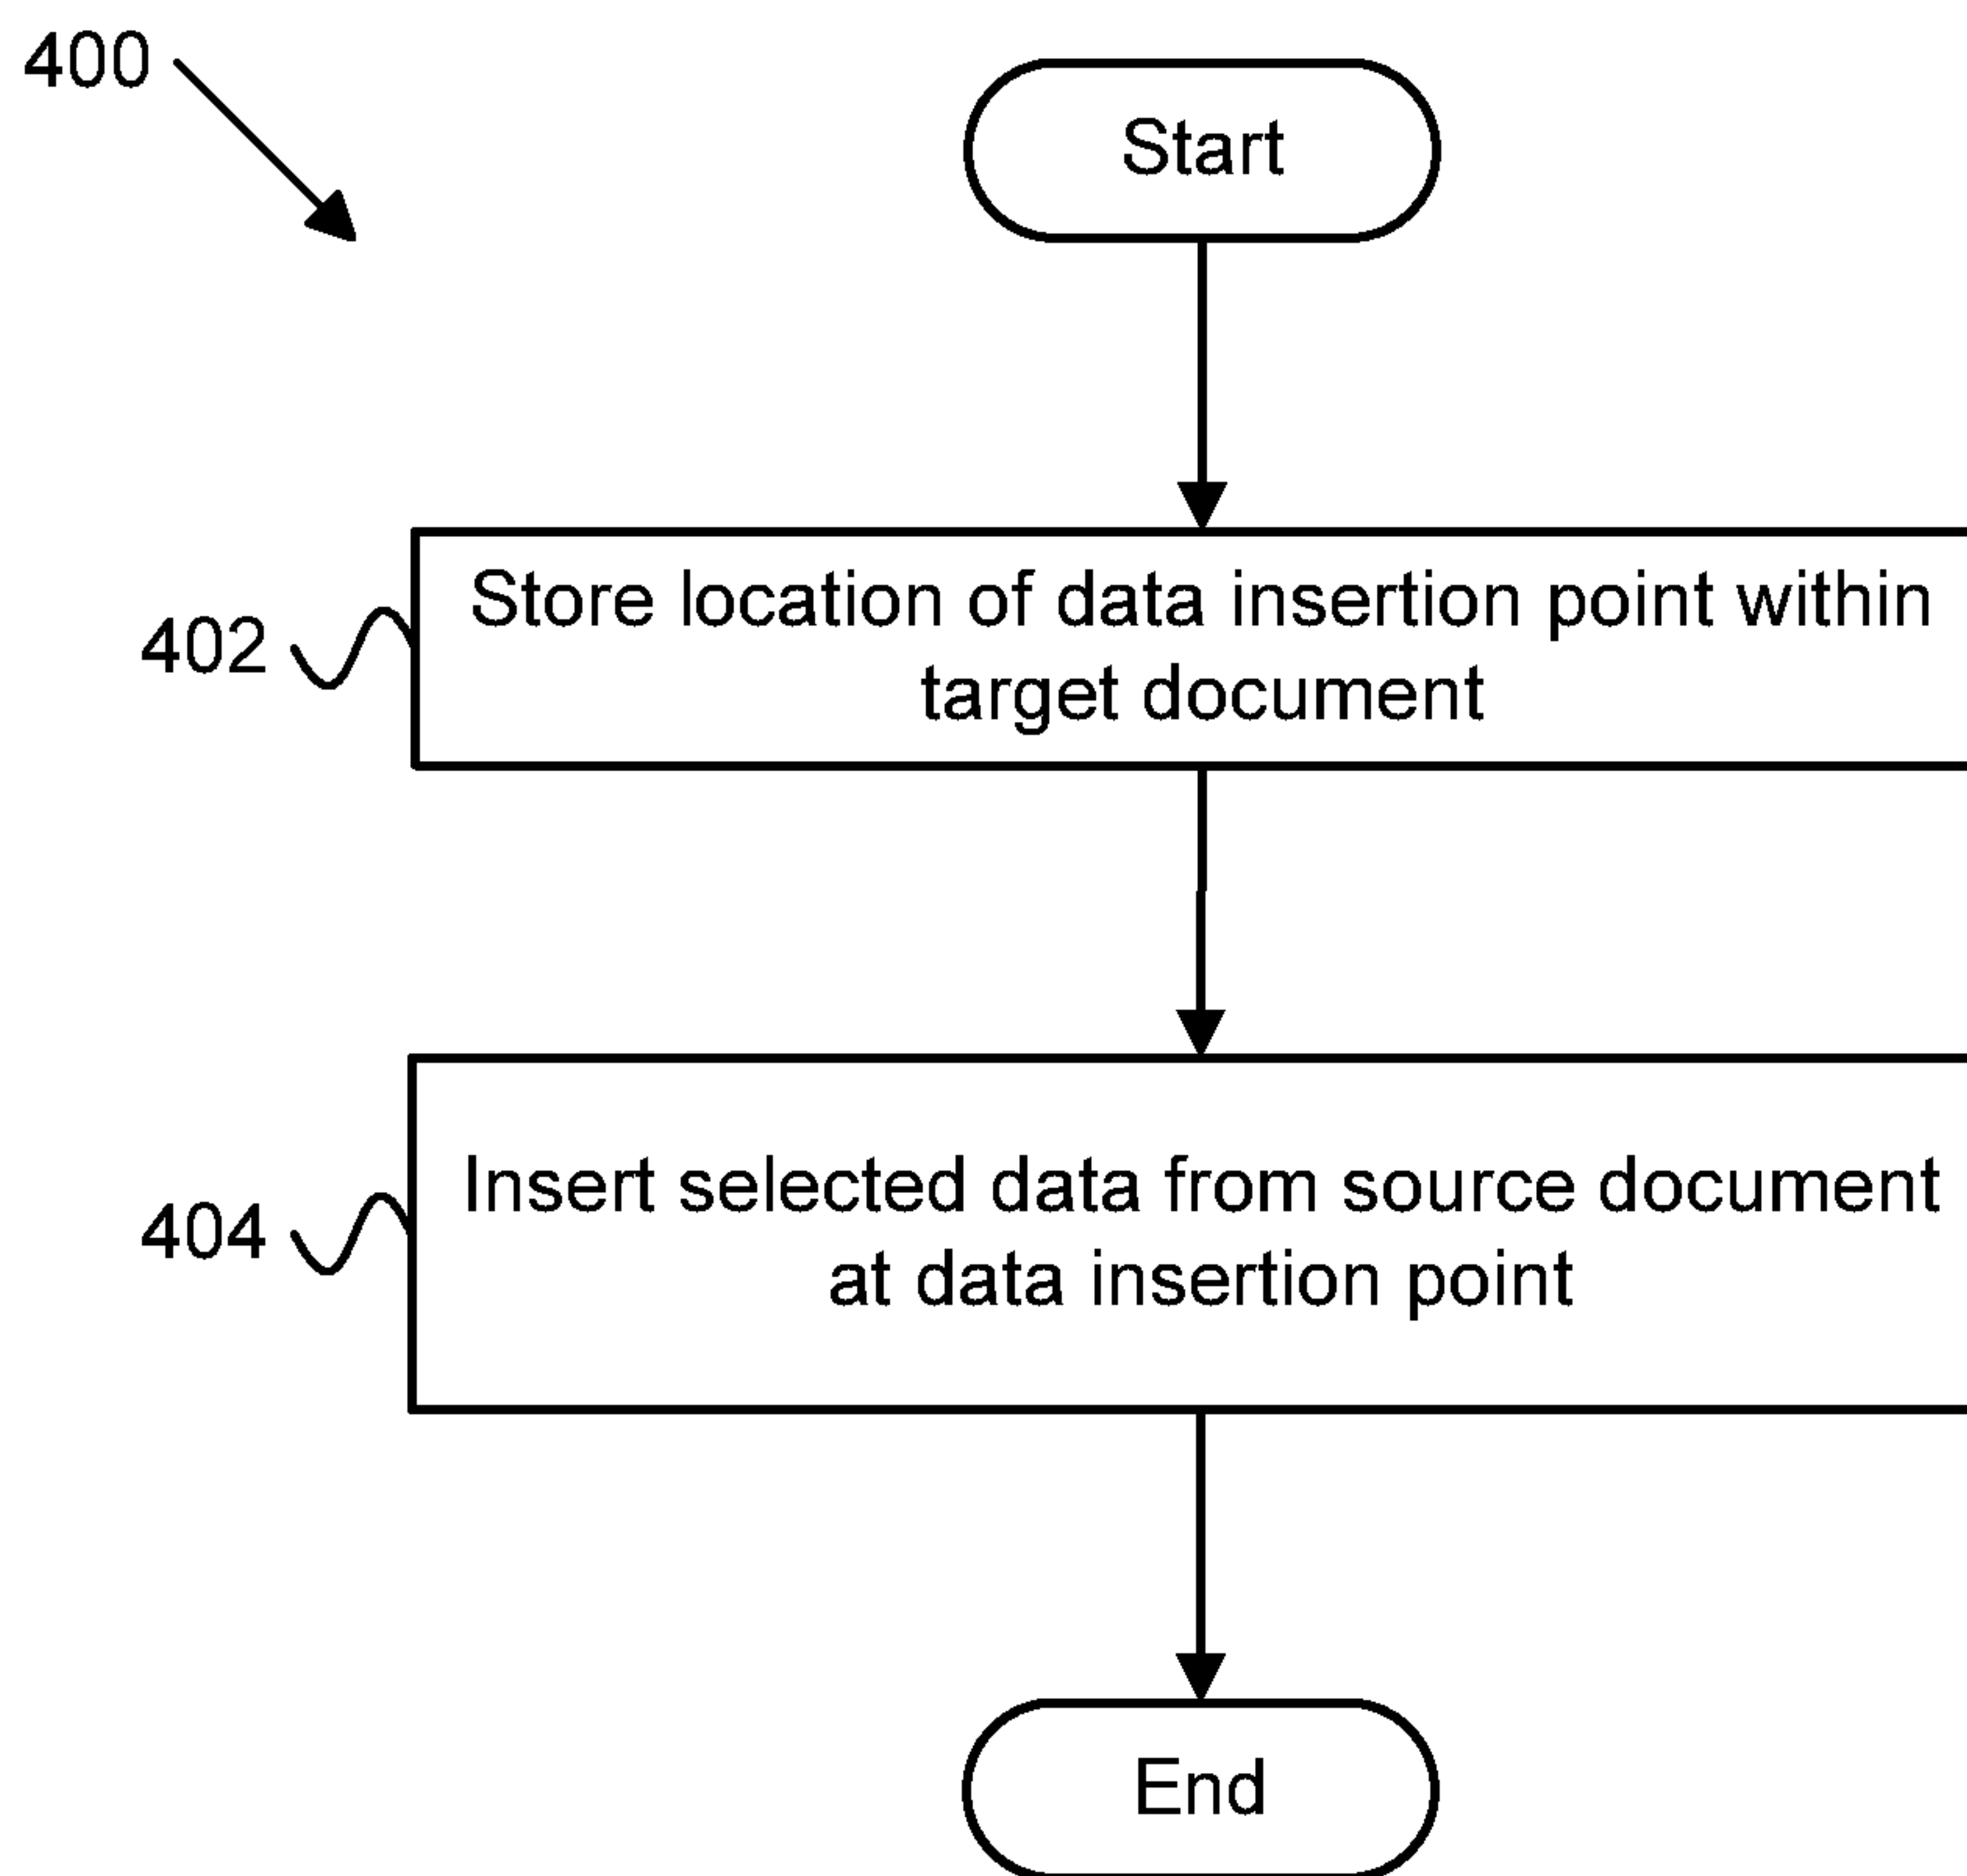 400
Start
402
Store location of data insertion point within
target document
404
Insert selected data from source document
at data insertion point
End